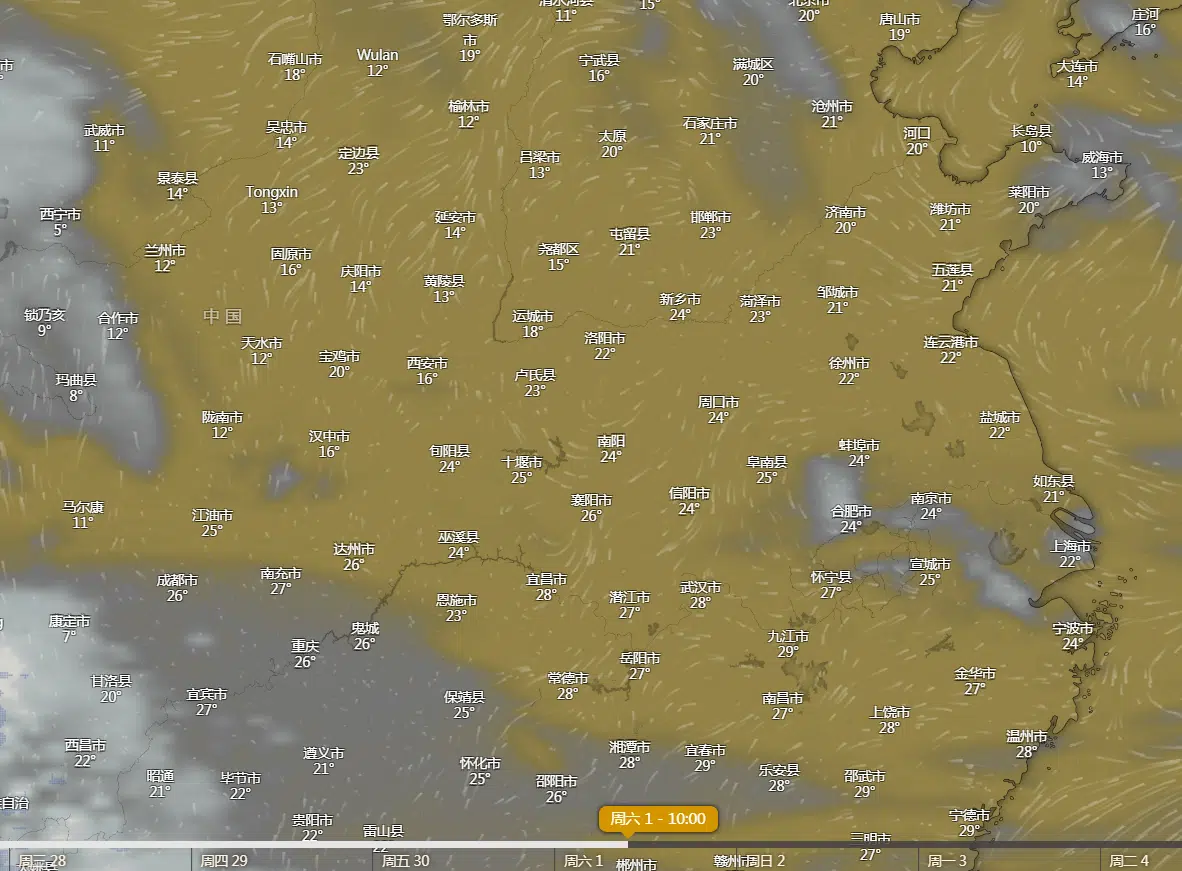 清水河县
11°
15°
北京市
20°
鄂尔多斯
市
19°
唐山市
19°
庄河
16°
市
石嘴山市
18°
Wulan
12°
宁武县
16°
满城区
20°
大连市
14°
武威市
11°
吴忠市
14°
榆林市
12°
太原
20°
石家庄市
21°
沧州市
21°
河口
20°
长岛县
10°
定边县
23°
吕梁市
13°
威海市
13°
景泰县
14°
Tongxin
13°
莱阳市
20°
西宁市
5°
延安市
14°
屯留县
21°
邯郸市
23°
济南市
20°
潍坊市
21°
兰州市
12°
固原市
16°
庆阳市
14°
尧都区
15°
五莲县
21°
黄陵县
13°
新乡市
24°
菏泽市
23°
邹城市
21°
9°
合作市
12°
中国
运城市
18°
天水市
12°
宝鸡市
20°
西安市
16°
洛阳市
22°
徐州市
22°
连云港市
22°
玛曲县
8°
卢氏县
23°
陇南市
12°
汉中市
16°
周口市
24°
盐城市
22°
旬阳县
24°
十堰市
25°
南阳
24°
阜南县
25°
蚌埠市
24°
如东县
21°
马尔康
11°
江油市
25°
襄阳市
26°
信阳市
24°
合肥市
24°
南京市
24°
达州市
26°
巫溪县
24°
上海市
22°
成都市
26°
南充市
27°
宜昌市
28°
武汉市
28°
怀宁县
27°
宣城市
25°
恩施市
23°
潜江市
27°
康定市
7°
重庆
26°
鬼城
26°
九江市
29°
宁波市
24°
岳阳市
27°
甘洛县
20°
宜宾市
27°
保靖县
25°
常德市
28°
南昌市
27°
金华市
27°
上饶市
28°
西昌市
22°
昭通
21°
遵义市
21°
毕节市
22°
怀化市
25°
湘潭市
28°
宜春市
29°
温州市
28°
邵阳市
26°
乐安县
28°
邵武市
29°
自治
贵阳市
22°
雷山县
22°
周六 1 - 10:00
宁德市
29°
三明市
27°
周三 28
周四 29
周五 30
周六 1
郴州市
赣州市
周日 2
周一 3
周二 4